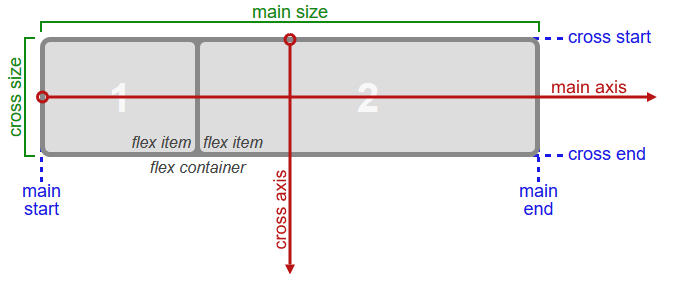 main size
cross start
cross size
1
2
main axis
flex item
flex item
cross end
flex container
main
start
cross axis
main
end